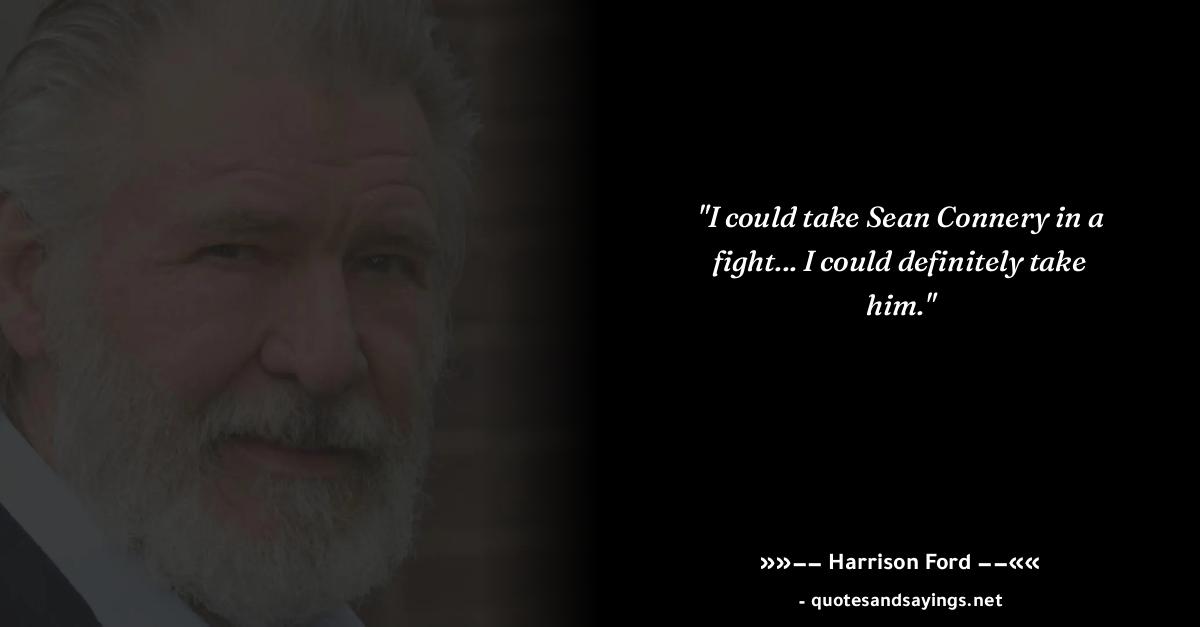 "I could take Sean Connery in a
fight... I could definitely take
him."
»»−− Harrison Ford −−««
- quotesandsayings.net